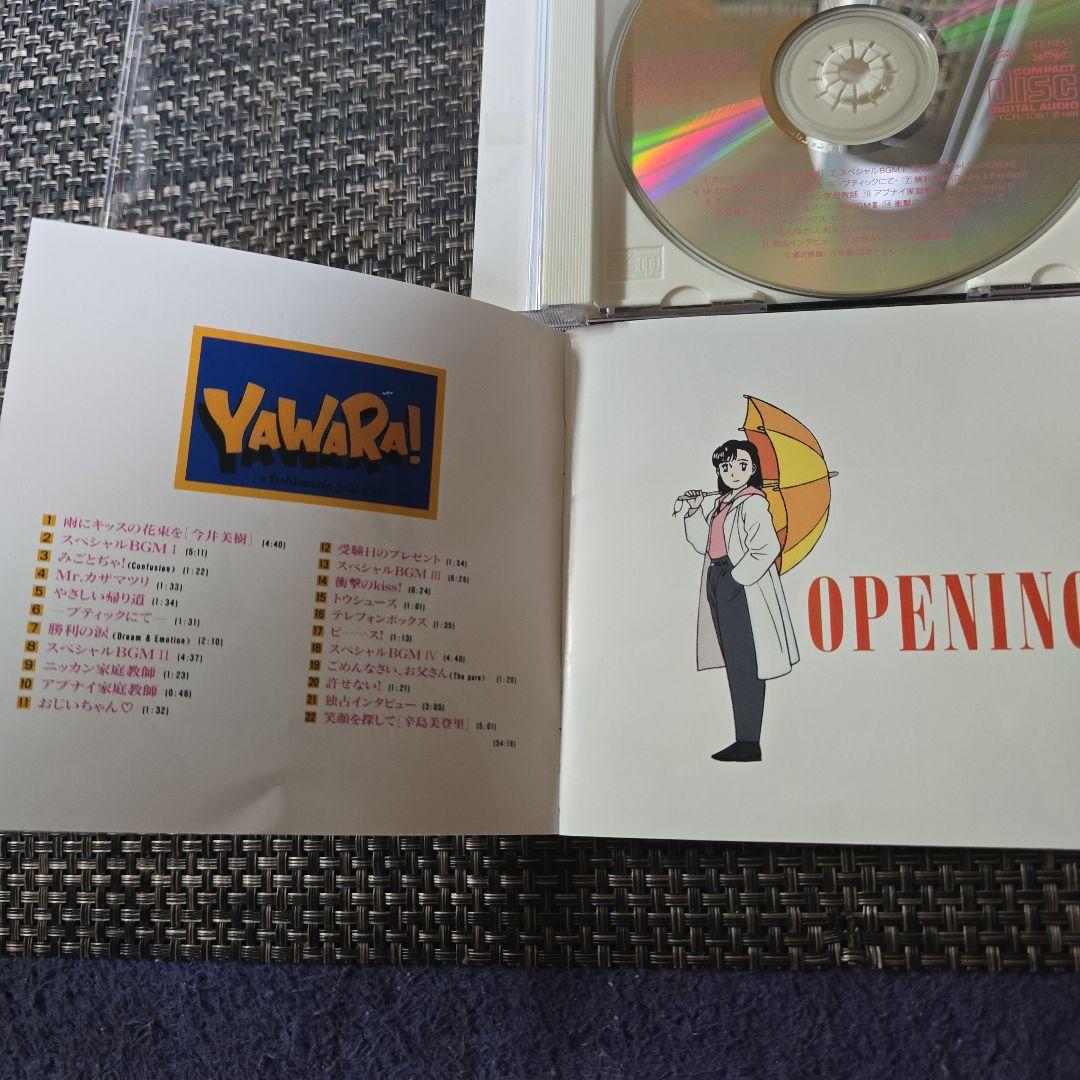 STEREO
COMPACT
disc
DIGITAL AUDIO
KTCR-1081 Ⓟ1991
YAWARA!
a fashionable judo girl!
1 雨にキッスの花束を[今井美樹] (4:40)
2 スペシャルBGM I (5:11)
3 みごとぢゃ!(Confusion) (1:22)
4 Mr.カザマツリ (1:33)
5 やさしい帰り道 (1:34)
6 ―ブティックにて― (1:31)
7 勝利の涙(Dream & Emotion) (2:10)
8 スペシャルBGM II (4:37)
9 ニッカン家庭教師 (1:23)
10 アブナイ家庭教師 (0:46)
11 おじいちゃん♡ (1:32)
12 受験日のプレゼント (1:54)
13 スペシャルBGM III (6:26)
14 衝撃のkiss! (0:24)
15 トウシューズ (1:01)
16 テレフォンボックス (1:35)
17 ピ〜〜〜ス! (1:13)
18 スペシャルBGM IV (4:40)
19 ごめんなさい、お父さん(The pure) (1:20)
20 許せない! (1:21)
21 独占インタビュー (3:05)
22 笑顔を探して[辛島美登里] (5:01)
(54:19)
OPENING